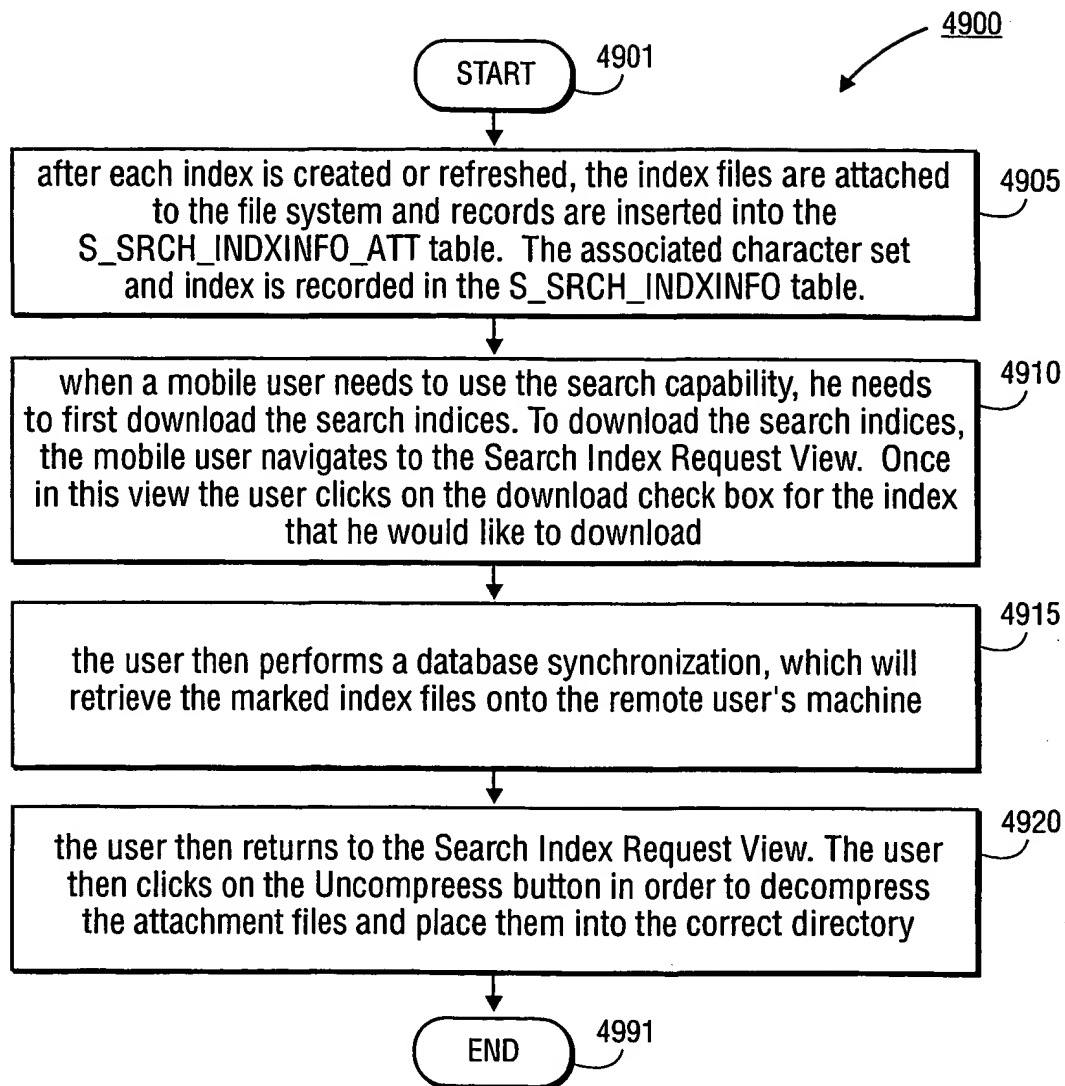 4900
START
4901
after each index is created or refreshed, the index files are attached
to the file system and records are inserted into the
S_SRCH_INDXINFO_ATT table. The associated character set
and index is recorded in the S_SRCH_INDXINFO table.
4905
when a mobile user needs to use the search capability, he needs
to first download the search indices. To download the search indices,
the mobile user navigates to the Search Index Request View. Once
in this view the user clicks on the download check box for the index
that he would like to download
4910
the user then performs a database synchronization, which will
retrieve the marked index files onto the remote user's machine
4915
the user then returns to the Search Index Request View. The user
then clicks on the Uncompreess button in order to decompress
the attachment files and place them into the correct directory
4920
END
4991